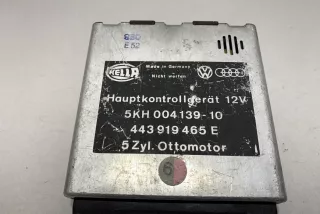 E52
HELLA
Made in Germany
Nicht werfen
Hauptkontrollgerät 12V
5KH 004 139-10
443 919 465 E
5 Zyl. Ottomotor